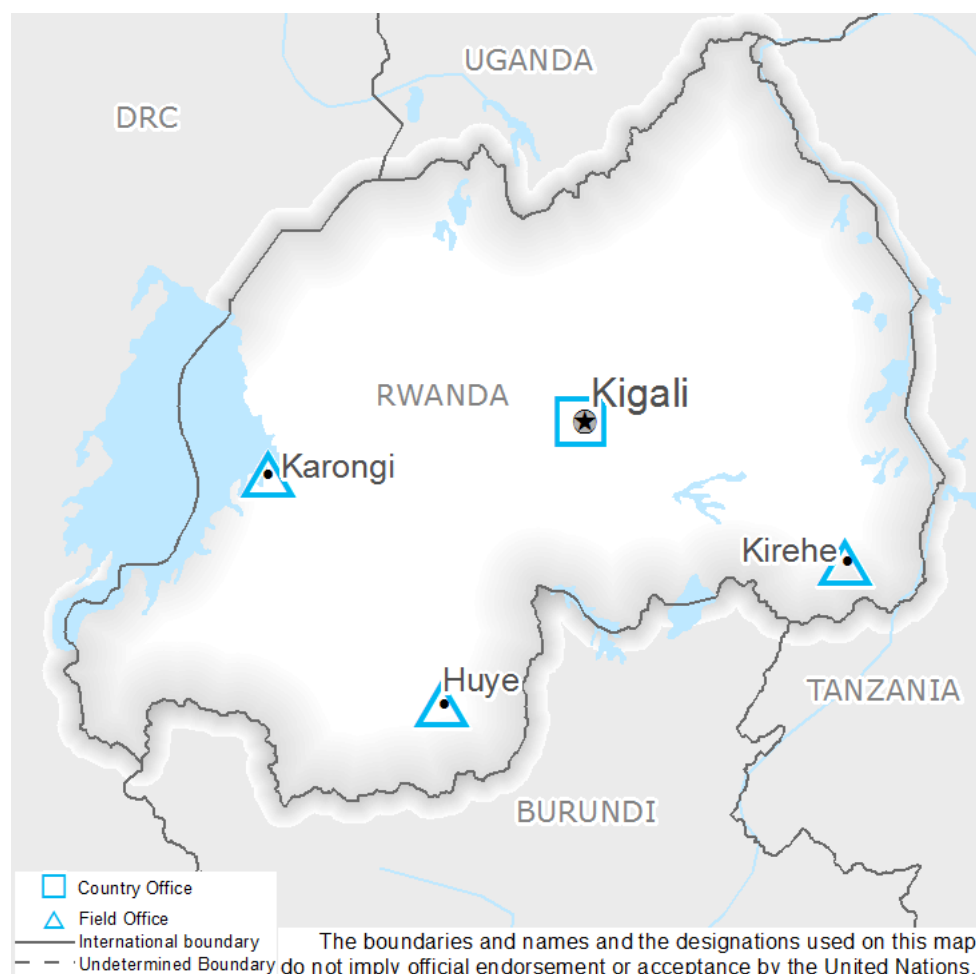 UGANDA
DRC
RWANDA
Kigali
Karongi
Kirehe
Huye
TANZANIA
BURUNDI
Country Office
Field Office
International boundary
Undetermined Boundary
The boundaries and names and the designations used on this map
do not imply official endorsement or acceptance by the United Nations.